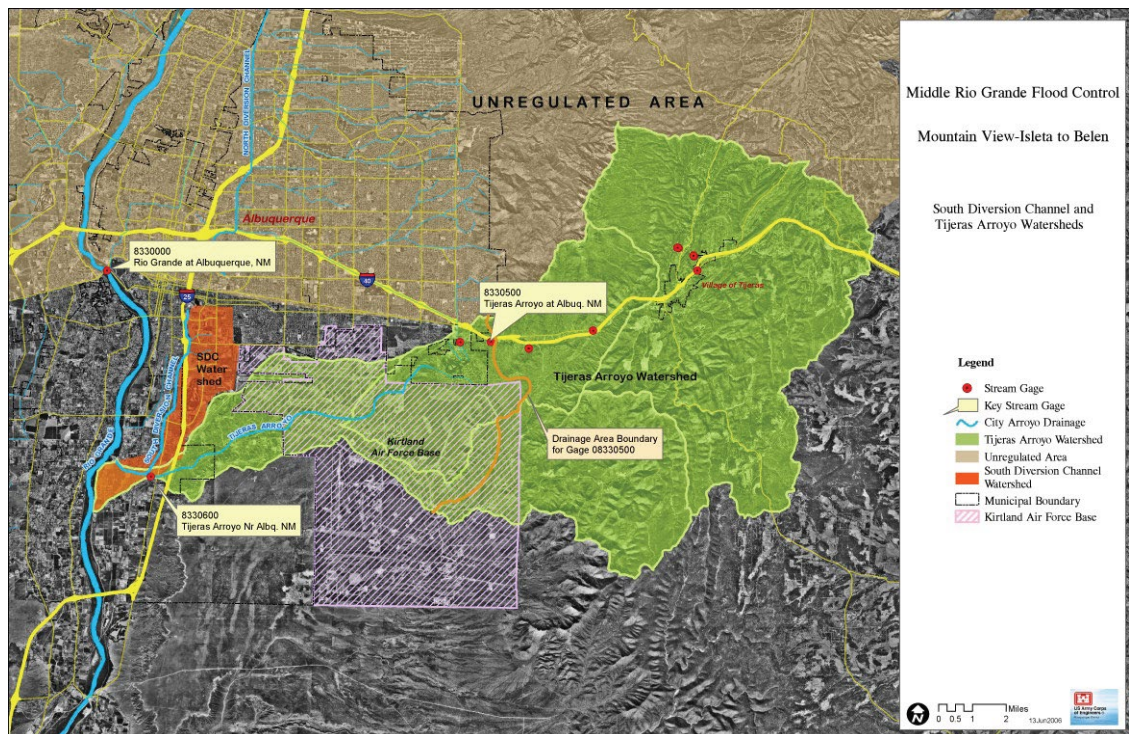 Middle Rio Grande Flood Control
Mountain View-Isleta to Belen
South Diversion Channel and
Tijeras Arroyo Watersheds
UNREGULATED AREA
NORTH DIVERSION CHANNEL
Albuquerque
8330000
Rio Grande at Albuquerque, NM
40
25
8330500
Tijeras Arroyo at Albuq. NM
Village of Tijeras
SDC
Water
shed
SOUTH DIVERSION CHANNEL
RIO GRANDE
TIJERAS ARROYO
Tijeras Arroyo Watershed
Kirtland
Air Force Base
Drainage Area Boundary
for Gage 08330500
8330600
Tijeras Arroyo Nr Albq. NM
Legend
Stream Gage
Key Stream Gage
City Arroyo Drainage
Tijeras Arroyo Watershed
Unregulated Area
South Diversion Channel
Watershed
Municipal Boundary
Kirtland Air Force Base
N
Miles
0 0.5 1 2
13Jun2006
US Army Corps
of Engineers